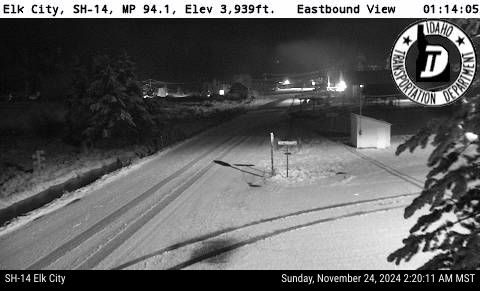 Elk City, SH-14, MP 94.1, Elev 3,939ft. Eastbound View 01:14:05
IDAHO
TRANSPORTATION DEPARTMENT
SH-14 Elk City Sunday, November 24, 2024 2:20:11 AM MST